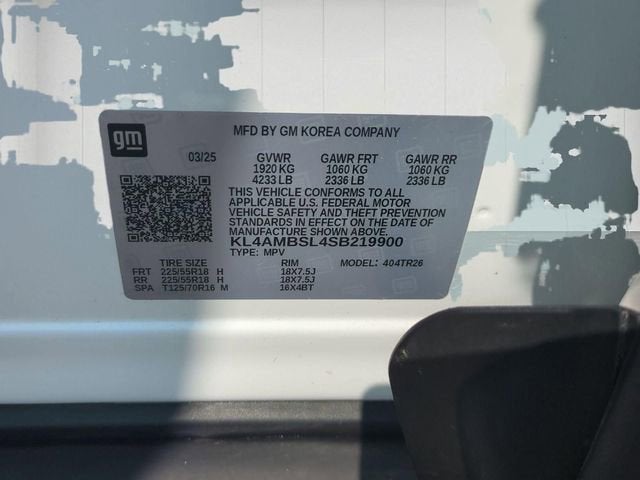 gm
MFD BY GM KOREA COMPANY
03/25 GVWR GAWR FRT GAWR RR
1920 KG 1060 KG 1060 KG
4233 LB 2336 LB 2336 LB
THIS VEHICLE CONFORMS TO ALL
APPLICABLE U.S. FEDERAL MOTOR
VEHICLE SAFETY AND THEFT PREVENTION
STANDARDS IN EFFECT ON THE DATE OF
MANUFACTURE SHOWN ABOVE.
KL4AMBSL4SB219900
TYPE: MPV MODEL: 404TR26
TIRE SIZE RIM
FRT 225/55R18 H 18X7.5J
RR 225/55R18 H 18X7.5J
SPA T125/70R16 M 16X4BT